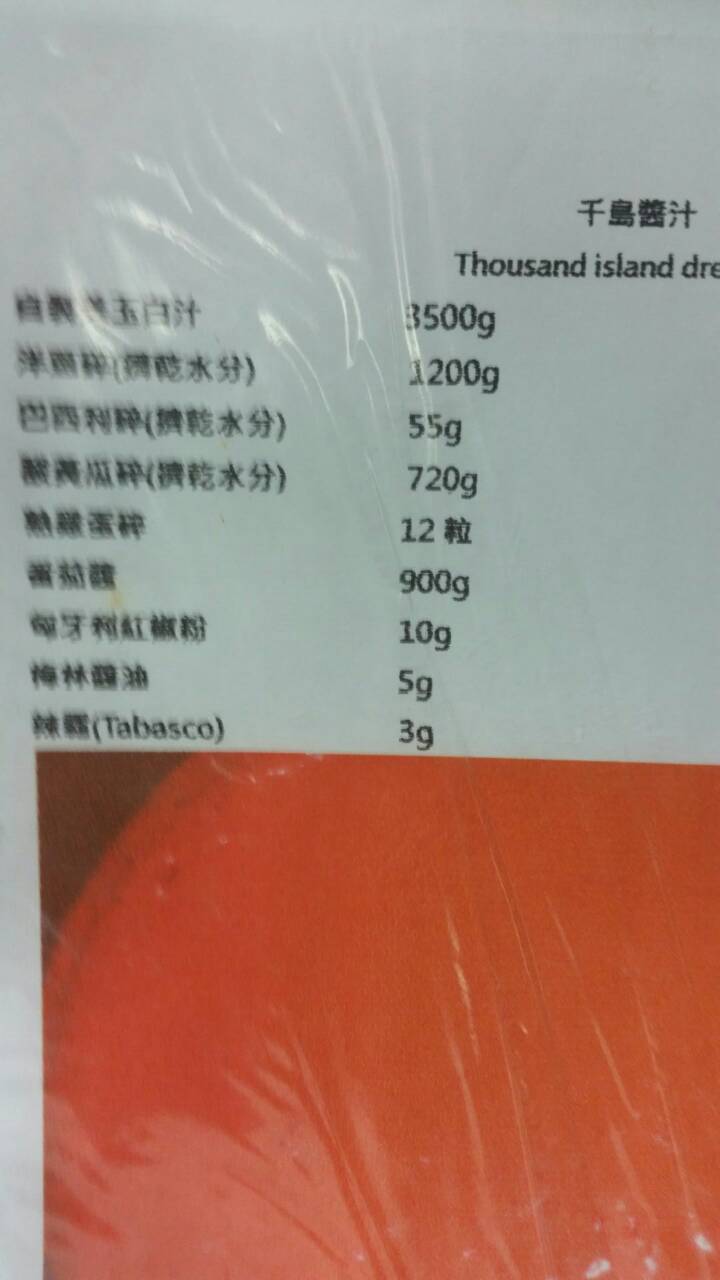 千島醬汁
Thousand island dre
自製美玉白汁 3500g
洋蔥碎(擠乾水分) 1200g
巴西利碎(擠乾水分) 55g
酸黃瓜碎(擠乾水分) 720g
熟雞蛋碎 12 粒
番茄醬 900g
匈牙利紅椒粉 10g
梅林醬油 5g
辣醬(Tabasco) 3g